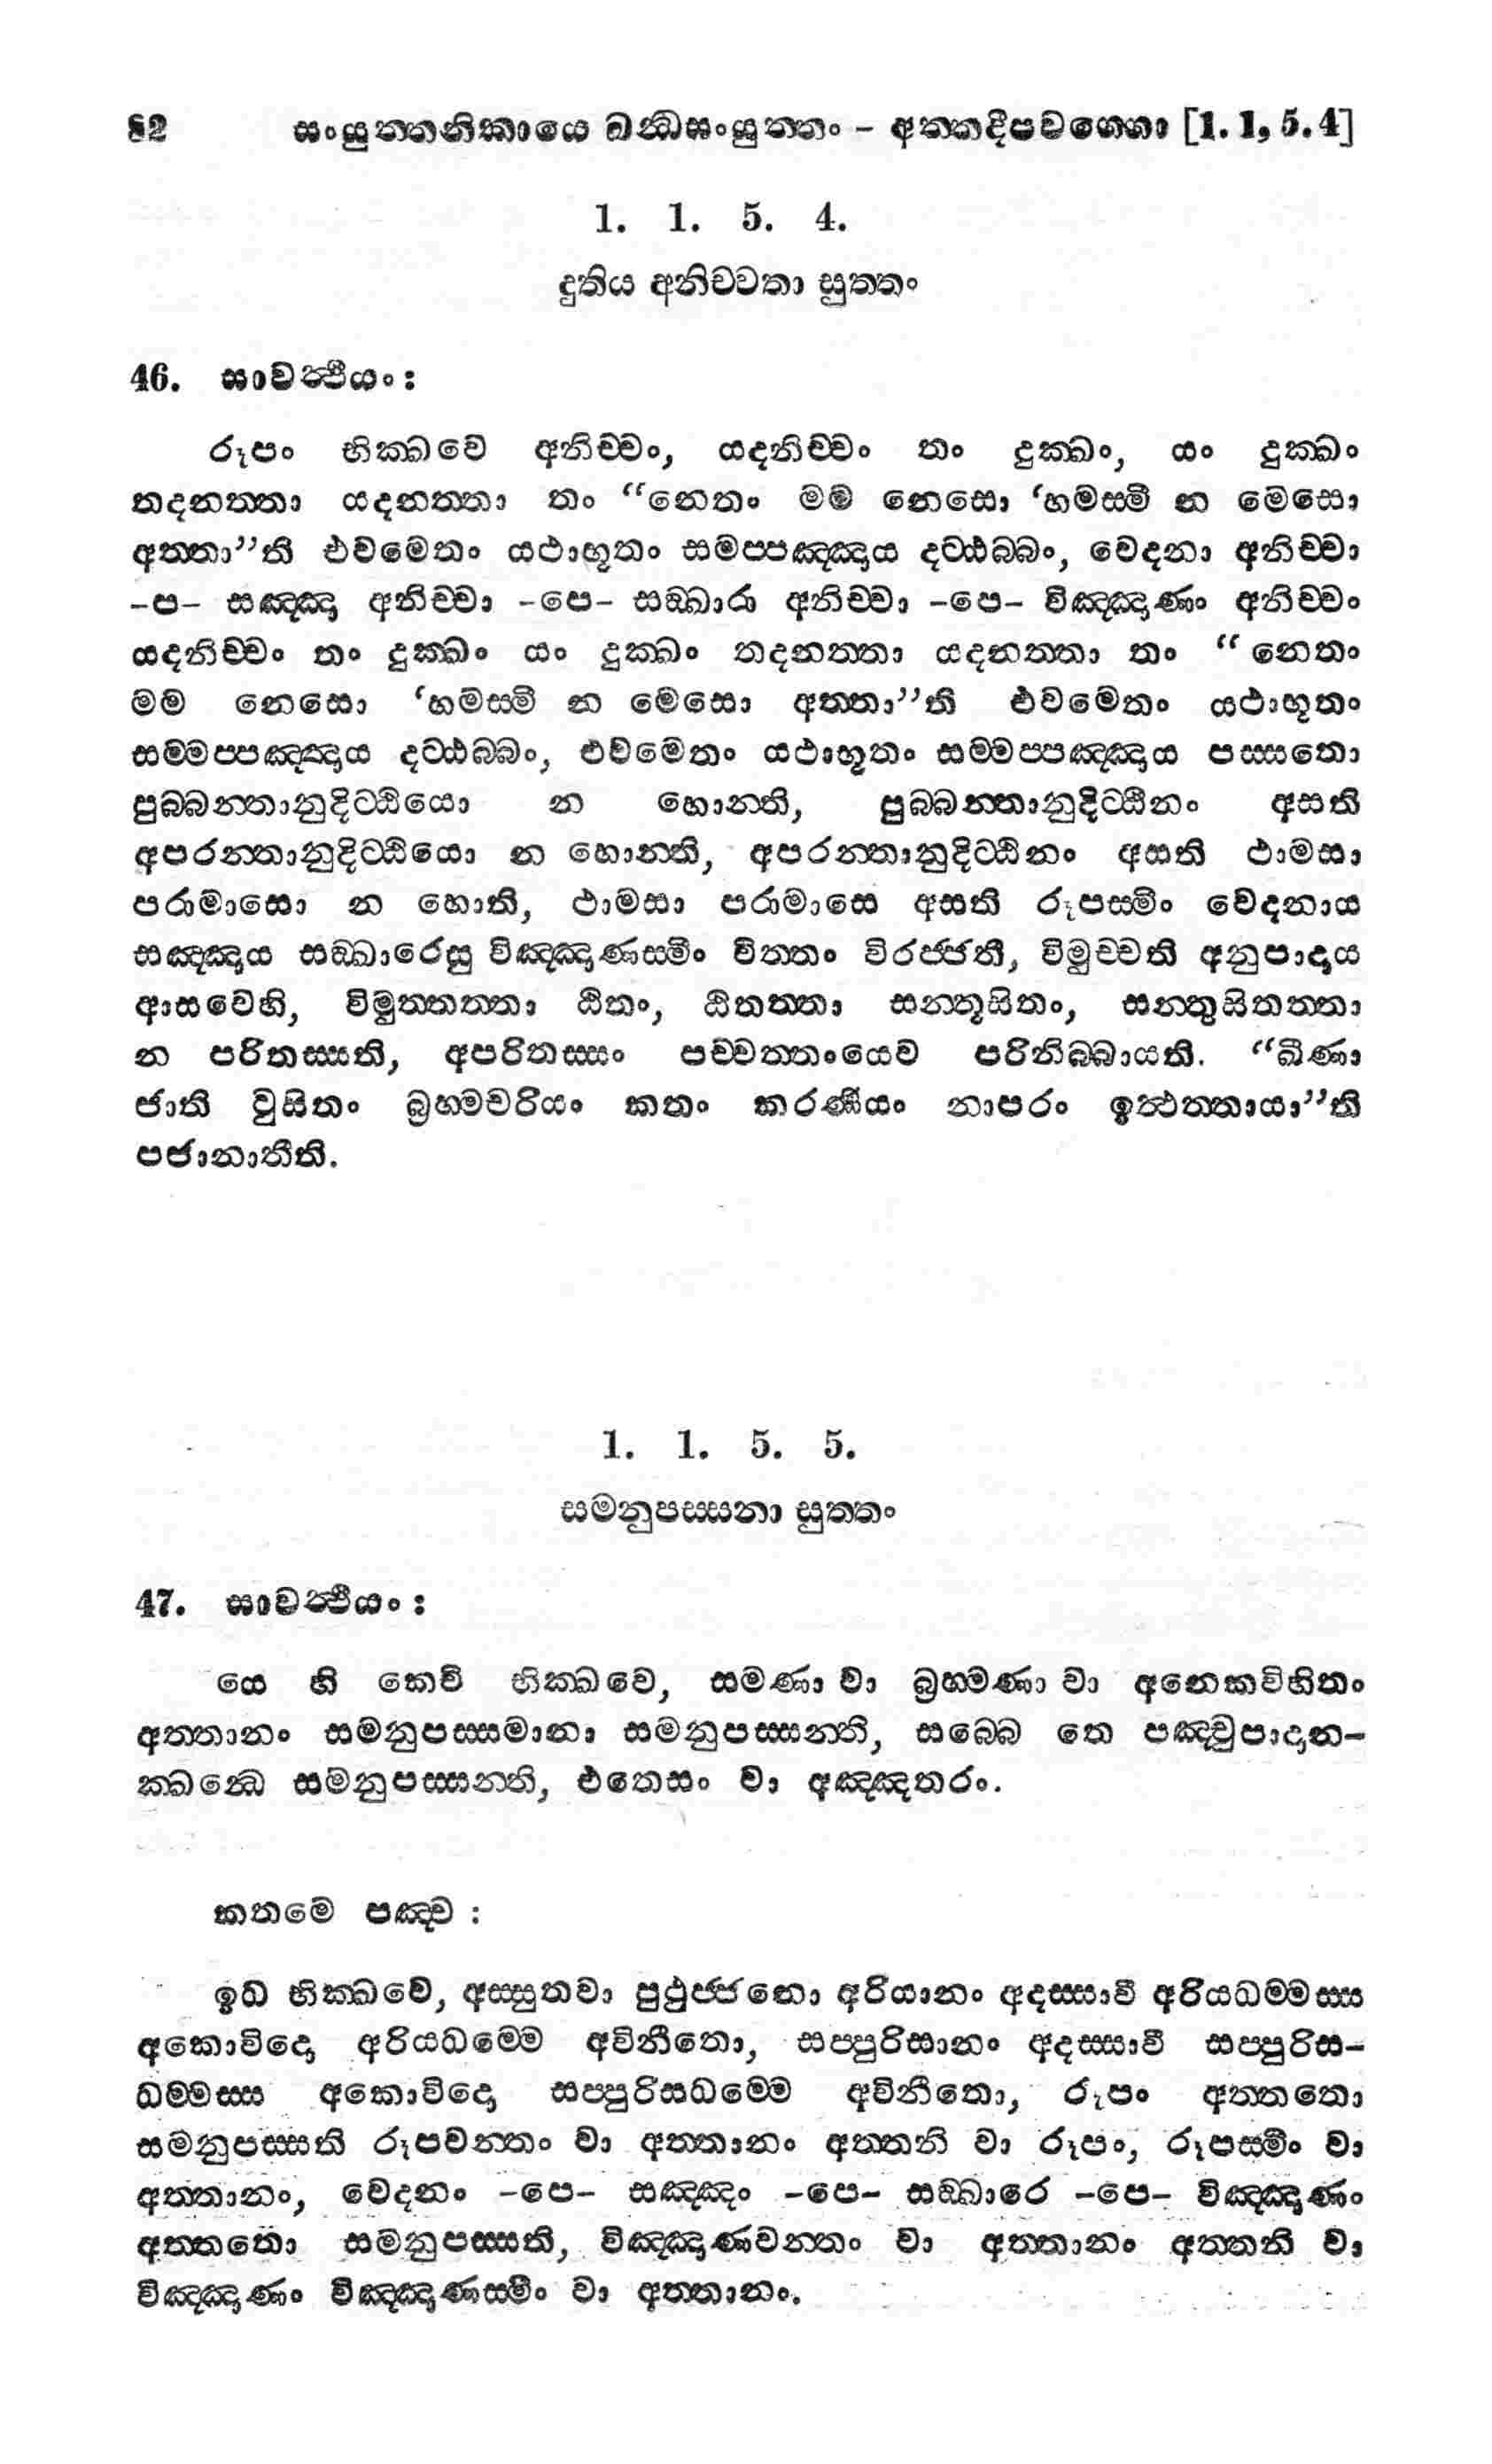 82 සංයුත්තනිකායෙ ඛන්ධසංයුත්තං - අත්තදීපවග්ගො [1. 1, 5. 4]
1. 1. 5. 4.
දුතිය අනිච්චතා සුත්තං
46. සාවත්ථියං :
රූපං භික්ඛවෙ අනිච්චං, යදනිච්චං තං දුක්ඛං, යං දුක්ඛං
තදනත්තා යදනත්තා තං “නෙතං මම නෙසො ‘හමස්මි න මෙසො
අත්තා”ති එවමෙතං යථාභූතං සම්පප්පඤ්ඤාය දට්ඨබ්බං, වෙදනා අනිච්චා
-ප- සඤ්ඤා අනිච්චා -පෙ- සඞ්ඛාරා අනිච්චා -පෙ- විඤ්ඤාණං අනිච්චං
යදනිච්චං තං දුක්ඛං යං දුක්ඛං තදනත්තා යදනත්තා තං “නෙතං
මම නෙසො ‘හමස්මි න මෙසො අත්තා”ති එවමෙතං යථාභූතං
සම්මප්පඤ්ඤාය දට්ඨබ්බං, එවමෙතං යථාභූතං සම්මප්පඤ්ඤාය පස්සතො
පුබ්බන්තානුදිට්ඨියො න හොන්ති, පුබ්බන්තානුදිට්ඨීනං අසති
අපරන්තානුදිට්ඨියො න හොන්ති, අපරන්තානුදිට්ඨිනං අසති ථාමසා
පරාමාසො න හොති, ථාමසා පරාමාසෙ අසති රූපස්මිං වෙදනාය
සඤ්ඤාය සඞ්ඛාරෙසු විඤ්ඤාණස්මිං චිත්තං විරජ්ජති, විමුච්චති අනුපාදාය
ආසවෙහි, විමුත්තත්තා ඨිතං, ඨිතත්තා සන්තුසිතං, සන්තුසිතත්තා
න පරිතස්සති, අපරිතස්සං පච්චත්තංයෙව පරිනිබ්බායති. “ඛීණා
ජාති වුසිතං බ්‍රහ්මචරියං කතං කරණීයං නාපරං ඉත්ථත්තායා”ති
පජානාතීති.
1. 1. 5. 5.
සමනුපස්සනා සුත්තං
47. සාවත්ථියං :
යෙ හි කෙචි භික්ඛවෙ, සමණා වා බ්‍රහ්මණා වා අනෙකවිහිතං
අත්තානං සමනුපස්සමානා සමනුපස්සන්ති, සබ්බෙ තෙ පඤ්චුපාදාන-
ක්ඛන්ධෙ සමනුපස්සන්ති, එතෙසං වා අඤ්ඤතරං.
කතමෙ පඤ්ච :
ඉධ භික්ඛවෙ, අස්සුතවා පුථුජ්ජනො අරියානං අදස්සාවී අරියධම්මස්ස
අකොවිදො අරියධම්මෙ අවිනීතො, සප්පුරිසානං අදස්සාවී සප්පුරිස-
ධම්මස්ස අකොවිදො සප්පුරිසධම්මෙ අවිනීතො, රූපං අත්තතො
සමනුපස්සති රූපවන්තං වා අත්තානං අත්තනි වා රූපං, රූපස්මිං වා
අත්තානං, වෙදනං -පෙ- සඤ්ඤං -පෙ- සඞ්ඛාරෙ -පෙ- විඤ්ඤාණං
අත්තතො සමනුපස්සති, විඤ්ඤාණවන්තං වා අත්තානං අත්තනි වා
විඤ්ඤාණං විඤ්ඤාණස්මිං වා අත්තානං.